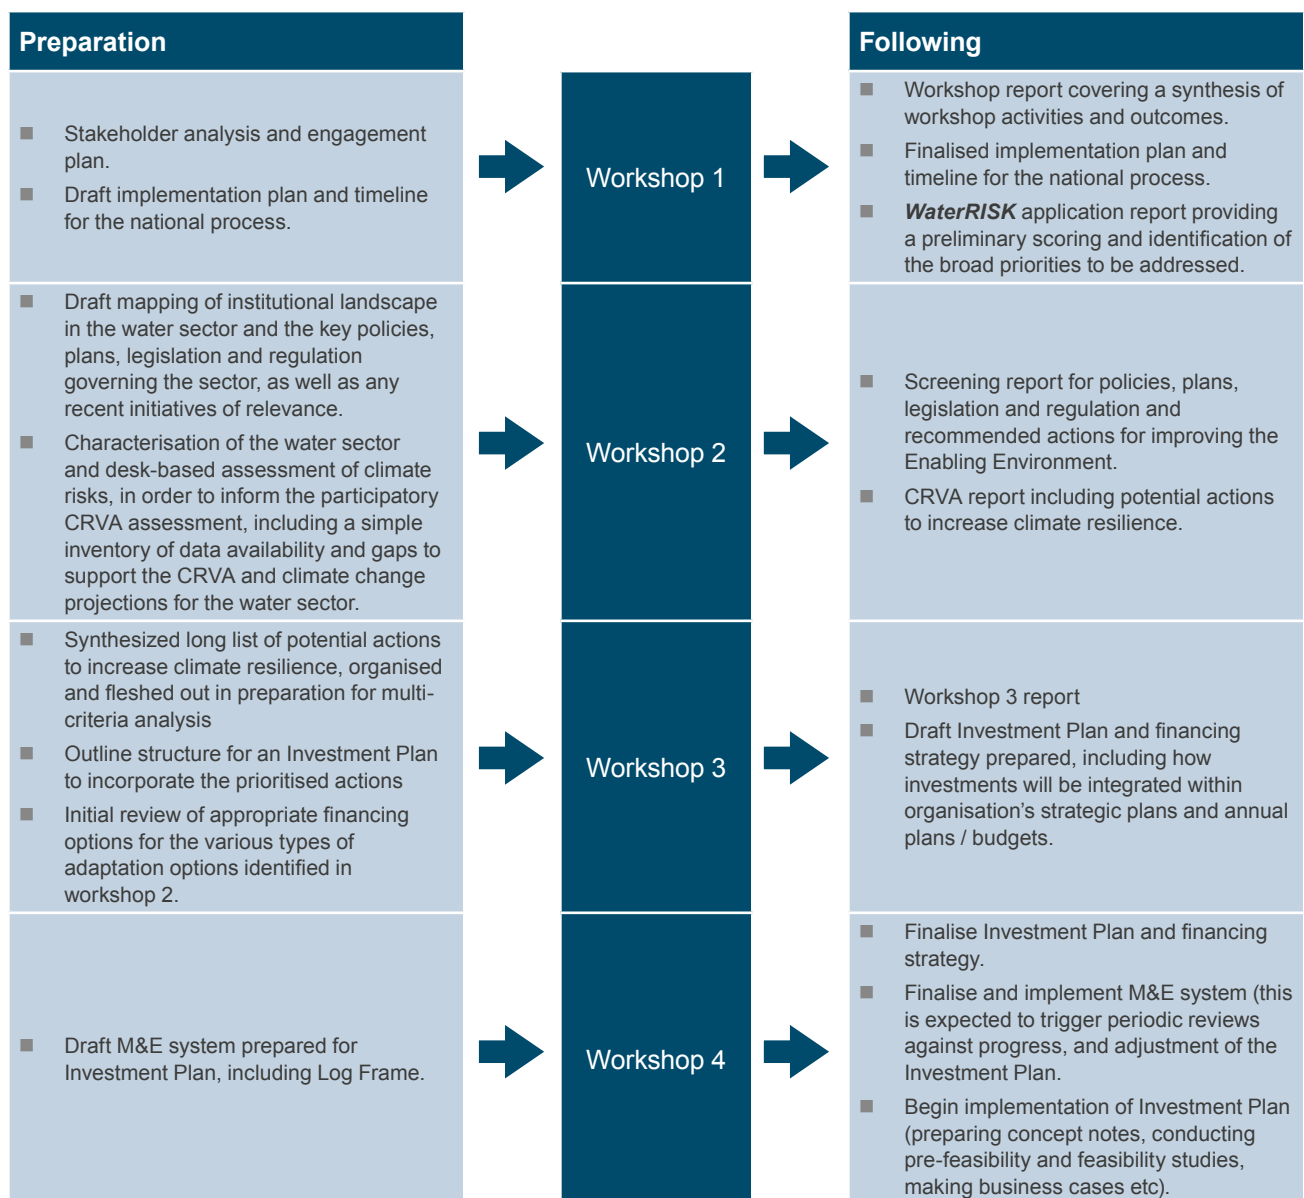 Preparation
Following
Stakeholder analysis and engagement
plan.
Draft implementation plan and timeline
for the national process.
Workshop 1
Workshop report covering a synthesis of
workshop activities and outcomes.
Finalised implementation plan and
timeline for the national process.
WaterRISK application report providing
a preliminary scoring and identification of
the broad priorities to be addressed.
Draft mapping of institutional landscape
in the water sector and the key policies,
plans, legislation and regulation
governing the sector, as well as any
recent initiatives of relevance.
Characterisation of the water sector
and desk-based assessment of climate
risks, in order to inform the participatory
CRVA assessment, including a simple
inventory of data availability and gaps to
support the CRVA and climate change
projections for the water sector.
Workshop 2
Screening report for policies, plans,
legislation and regulation and
recommended actions for improving the
Enabling Environment.
CRVA report including potential actions
to increase climate resilience.
Synthesized long list of potential actions
to increase climate resilience, organised
and fleshed out in preparation for multi-
criteria analysis
Outline structure for an Investment Plan
to incorporate the prioritised actions
Initial review of appropriate financing
options for the various types of
adaptation options identified in
workshop 2.
Workshop 3
Workshop 3 report
Draft Investment Plan and financing
strategy prepared, including how
investments will be integrated within
organisation’s strategic plans and annual
plans / budgets.
Draft M&E system prepared for
Investment Plan, including Log Frame.
Workshop 4
Finalise Investment Plan and financing
strategy.
Finalise and implement M&E system (this
is expected to trigger periodic reviews
against progress, and adjustment of the
Investment Plan.
Begin implementation of Investment Plan
(preparing concept notes, conducting
pre-feasibility and feasibility studies,
making business cases etc).